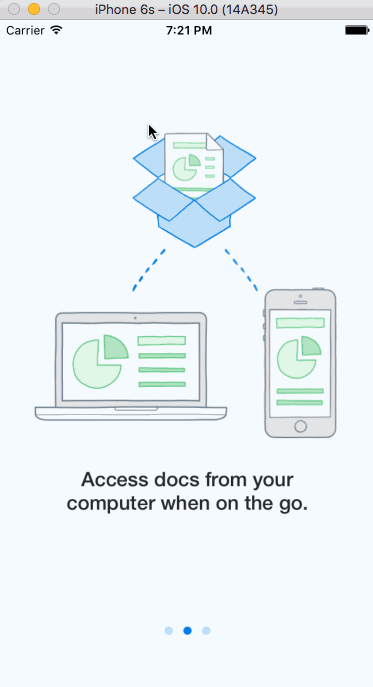 iPhone 6s – iOS 10.0 (14A345)
Carrier 7:21 PM
Access docs from your
computer when on the go.